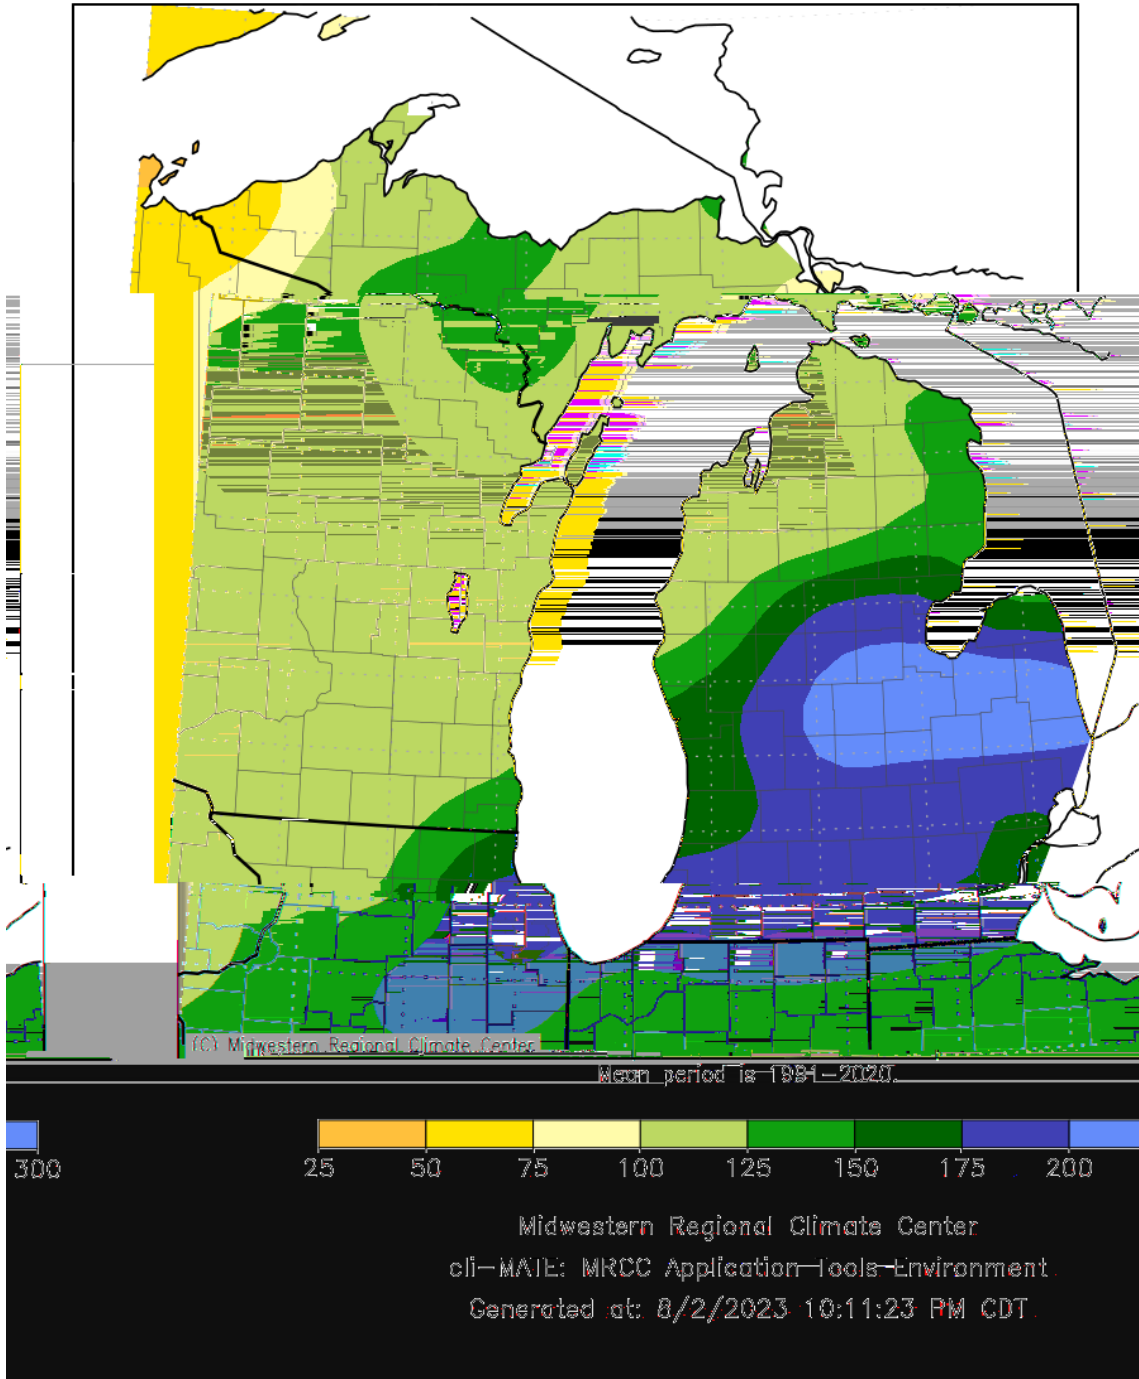 (C) Midwestern Regional Climate Center
Mean period is 1991-2020.
300 25 50 75 100 125 150 175 200
Midwestern Regional Climate Center
cli-MATE: MRCC Application Tools Environment
Generated at: 8/2/2023 10:11:23 PM CDT